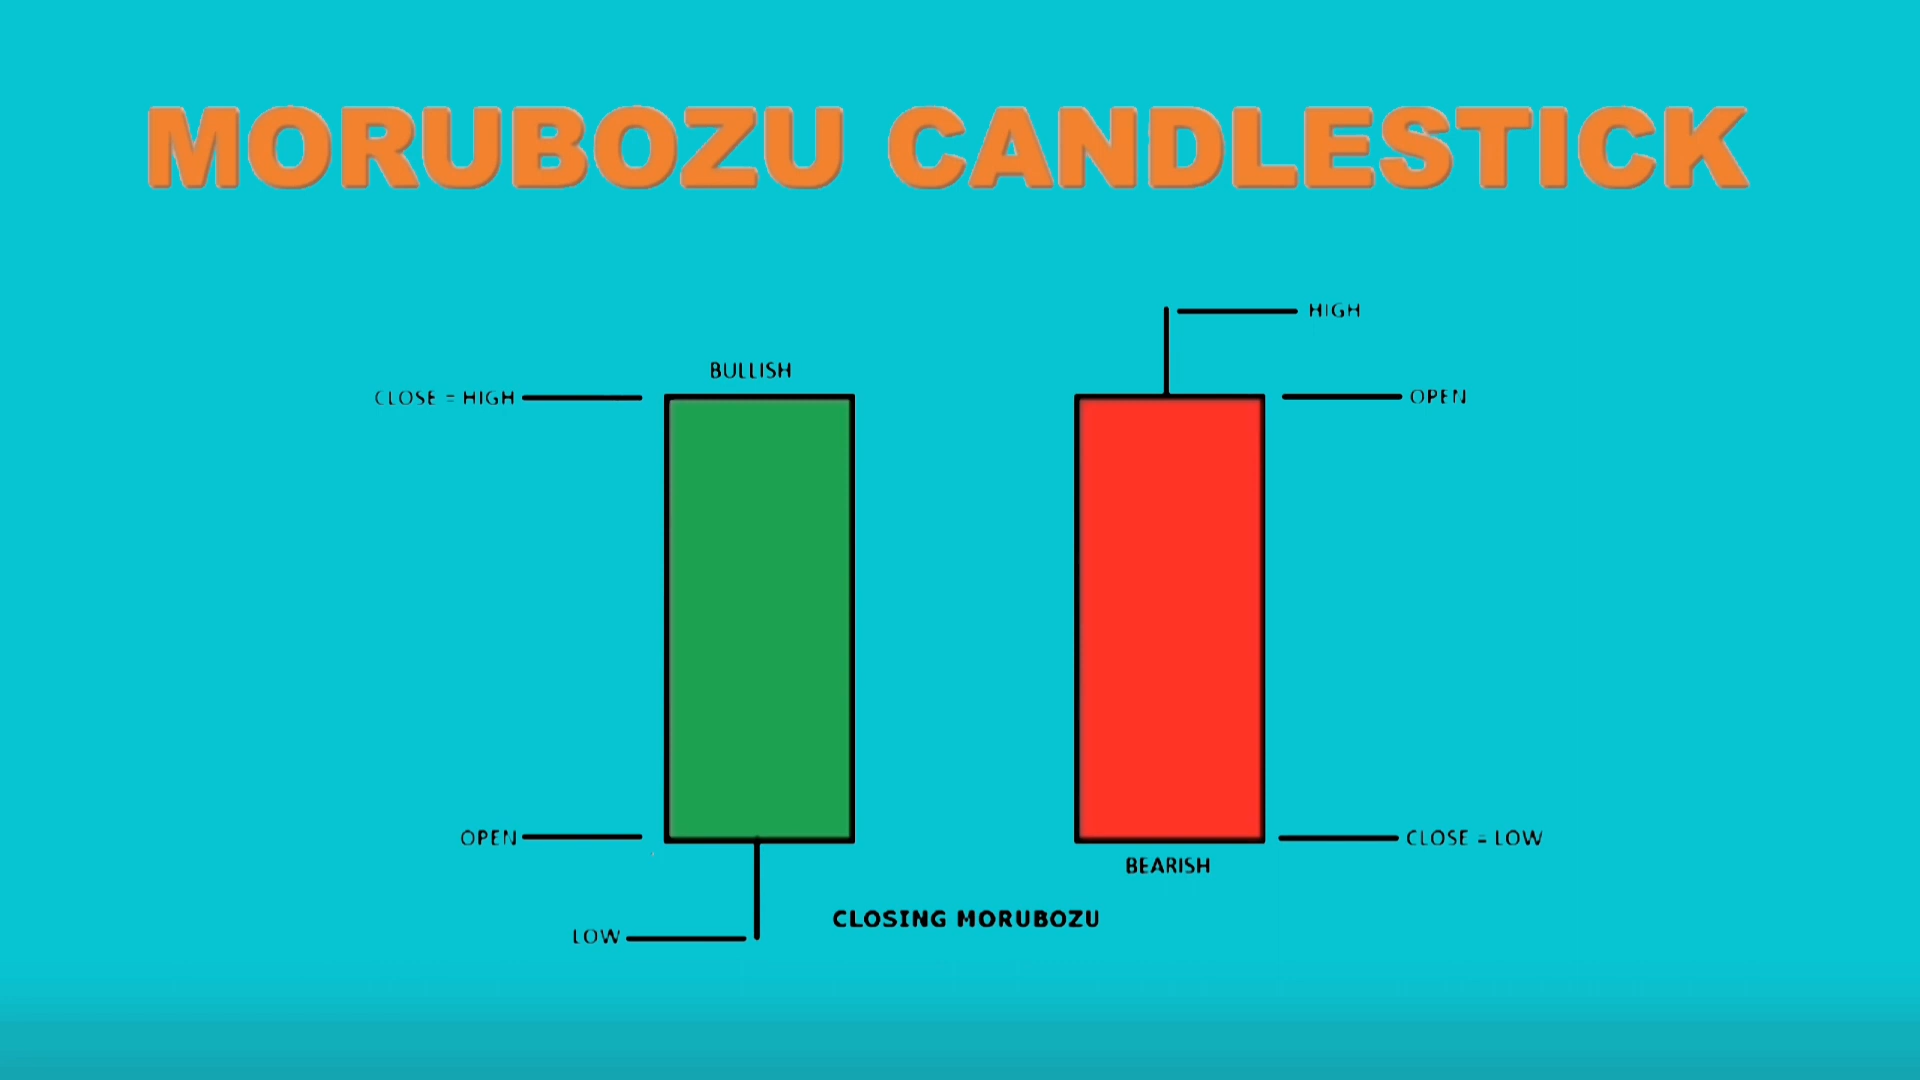 MORUBOZU CANDLESTICK
HIGH
BULLISH
CLOSE = HIGH
OPEN
OPEN
CLOSE = LOW
BEARISH
CLOSING MORUBOZU
LOW